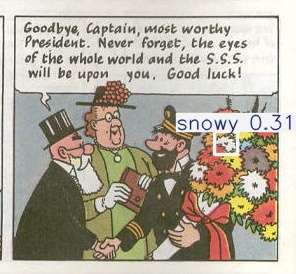 Goodbye, Captain, most worthy
President. Never forget, the eyes
of the whole world and the S.S.S.
will be upon you. Good luck!
snowy 0.31